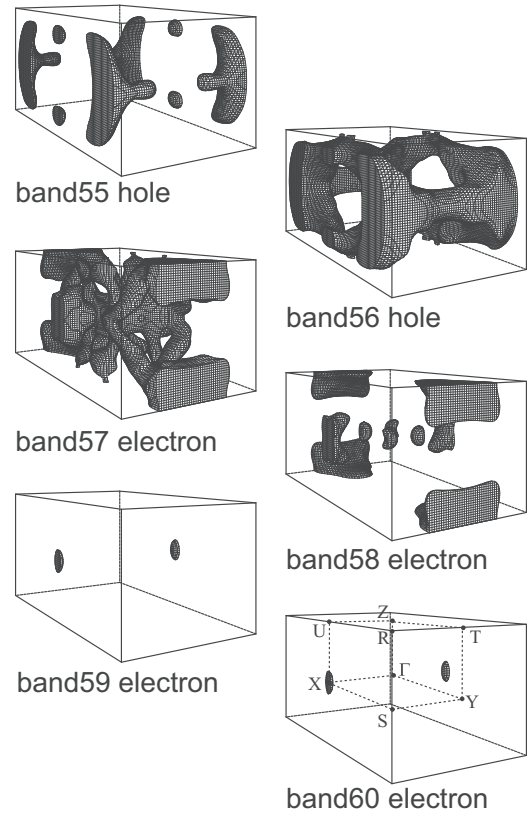 band55 hole
band56 hole
band57 electron
band58 electron
band59 electron
Z
U
R
T
X
Γ
Y
S
band60 electron